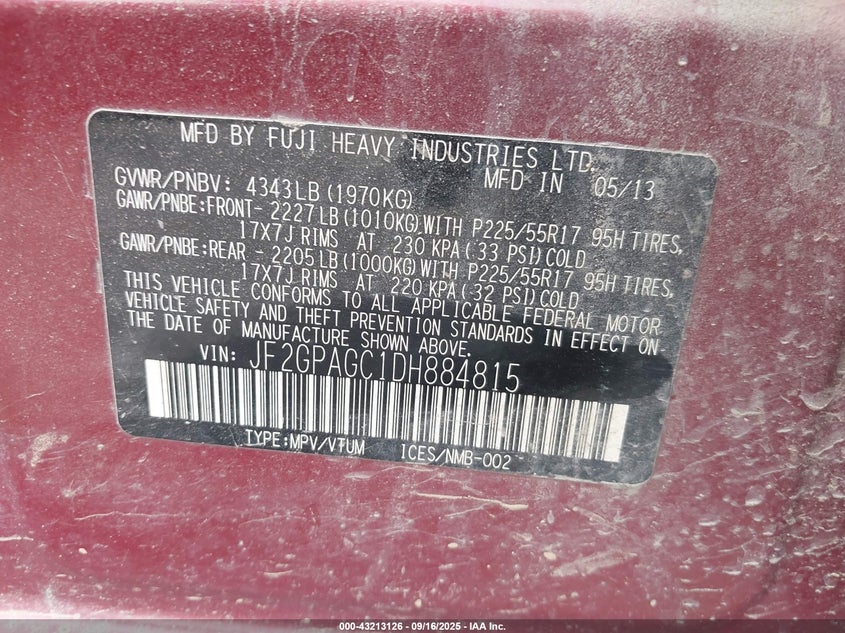 MFD BY FUJI HEAVY INDUSTRIES LTD.
MFD IN 05/13
GVWR/PNBV: 4343LB (1970KG)
GAWR/PNBE:FRONT- 2227LB (1010KG) WITH P225/55R17 95H TIRES,
17X7J RIMS AT 230 KPA (33 PSI) COLD
GAWR/PNBE:REAR - 2205LB (1000KG) WITH P225/55R17 95H TIRES,
17X7J RIMS AT 220 KPA (32 PSI) COLD
THIS VEHICLE CONFORMS TO ALL APPLICABLE FEDERAL MOTOR
VEHICLE SAFETY AND THEFT PREVENTION STANDARDS IN EFFECT ON
THE DATE OF MANUFACTURE SHOWN ABOVE.
VIN: JF2GPAGC1DH884815
TYPE:MPV/VTUM ICES/NMB-002
000-43213126 - 09/16/2025 - IAA Inc.